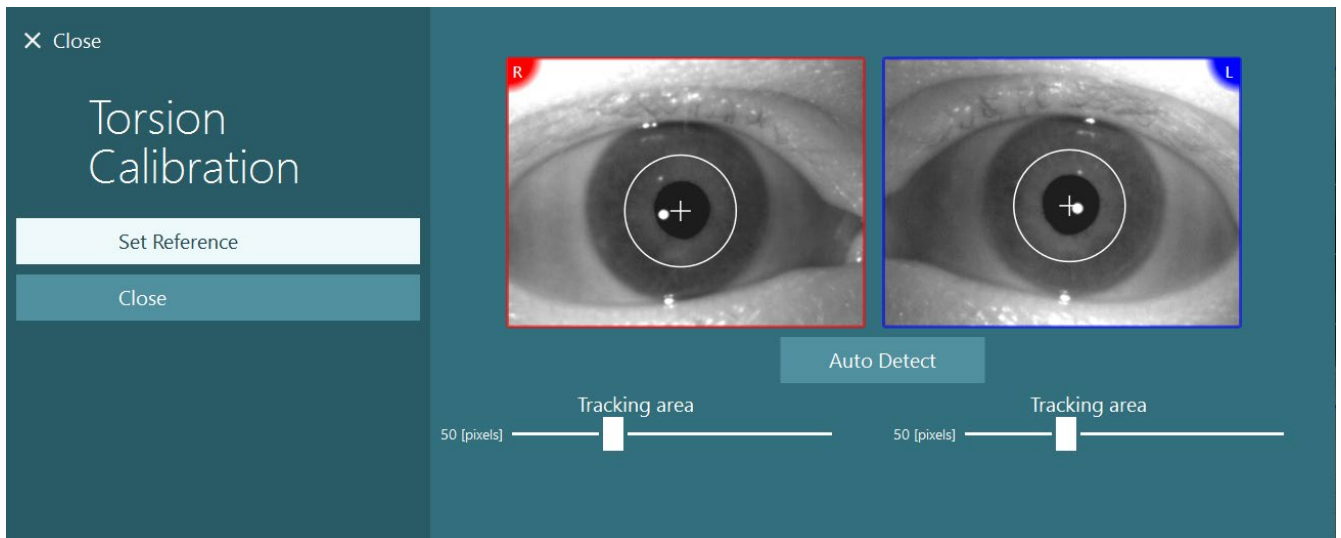 ✕ Close
Torsion
Calibration
Set Reference
Close
R
L
Auto Detect
Tracking area
50 [pixels]
Tracking area
50 [pixels]